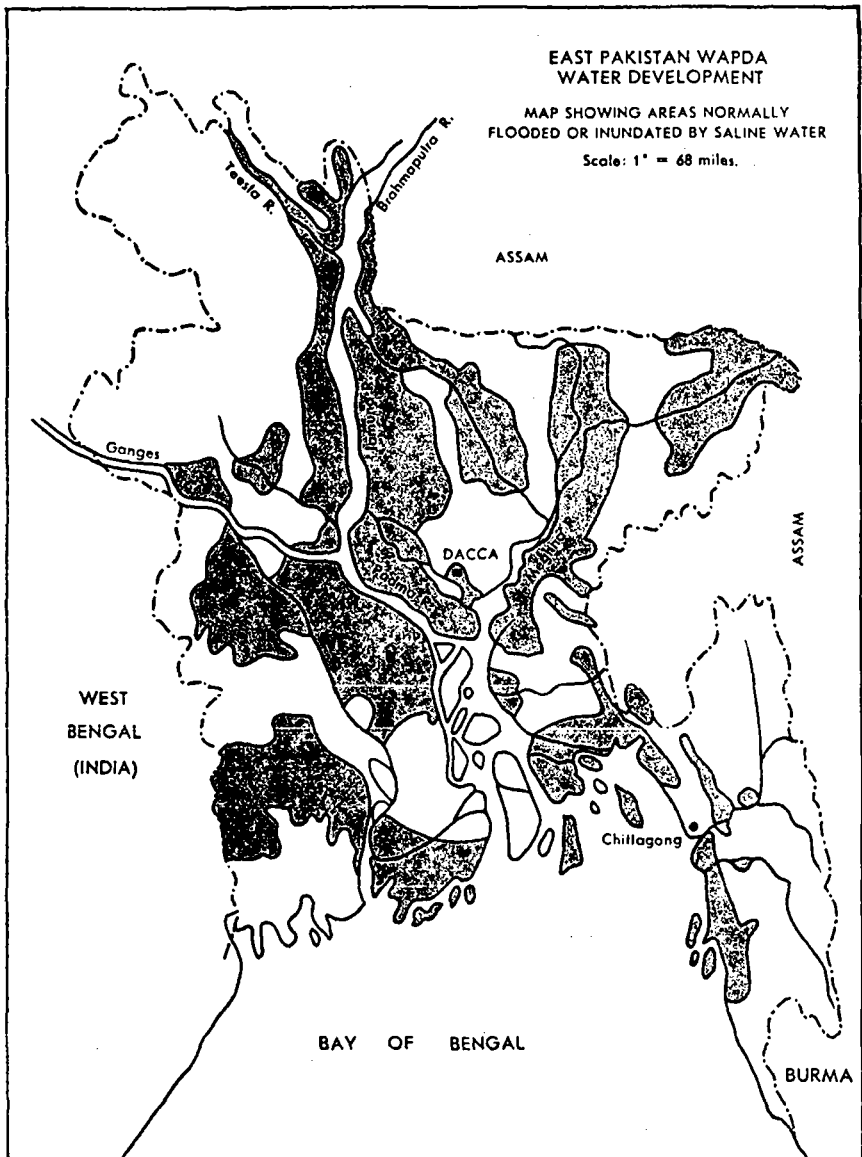 EAST PAKISTAN WAPDA
WATER DEVELOPMENT
MAP SHOWING AREAS NORMALLY
FLOODED OR INUNDATED BY SALINE WATER
Scale: 1" = 68 miles.
Teesta R.
Brahmaputra R.
ASSAM
Ganges
DACCA
ASSAM
WEST
BENGAL
(INDIA)
Chittagong
BAY OF BENGAL
BURMA